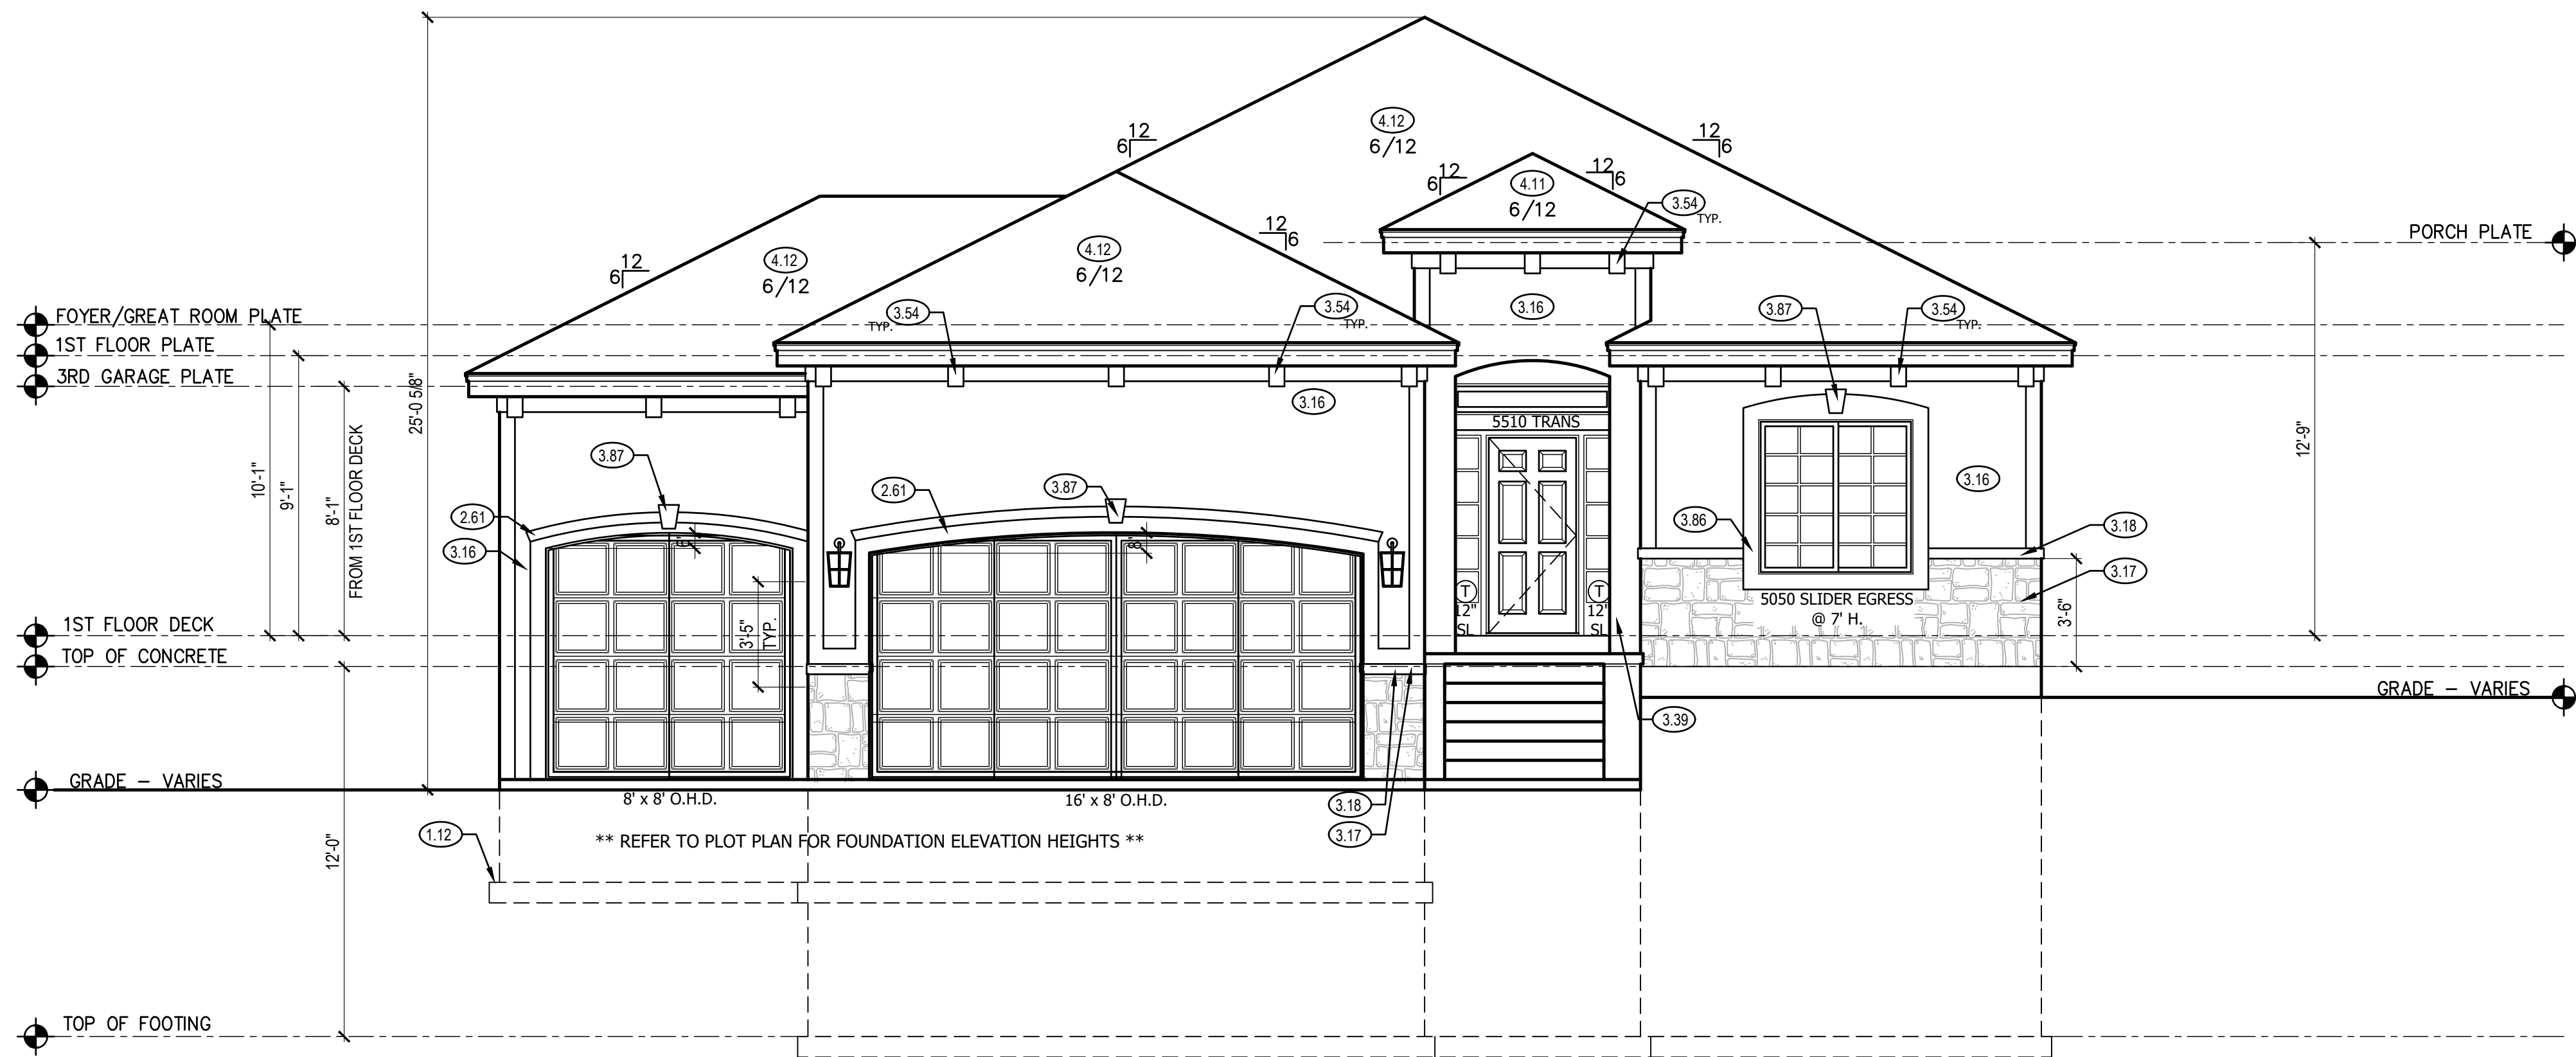 12
6
4.12
6/12
12
6
12
6
4.11
6/12
12
6
3.54
TYP.
12
6
4.12
6/12
4.12
6/12
12
6
PORCH PLATE
FOYER/GREAT ROOM PLATE
1ST FLOOR PLATE
3RD GARAGE PLATE
3.54
TYP.
3.54
TYP.
3.16
3.87
3.54
TYP.
25'-0 5/8"
10'-1"
9'-1"
8'-1"
FROM 1ST FLOOR DECK
12'-9"
3.16
5510 TRANS
3.87
2.61
3.87
3.16
2.61
3.16
6"
8"
3.86
3.18
3.17
T
12"
SL
T
12"
SL
5050 SLIDER EGRESS
@ 7' H.
3'-6"
3'-5"
TYP.
1ST FLOOR DECK
TOP OF CONCRETE
GRADE - VARIES
3.39
GRADE - VARIES
8' x 8' O.H.D.
16' x 8' O.H.D.
3.18
3.17
1.12
** REFER TO PLOT PLAN FOR FOUNDATION ELEVATION HEIGHTS **
12'-0"
TOP OF FOOTING